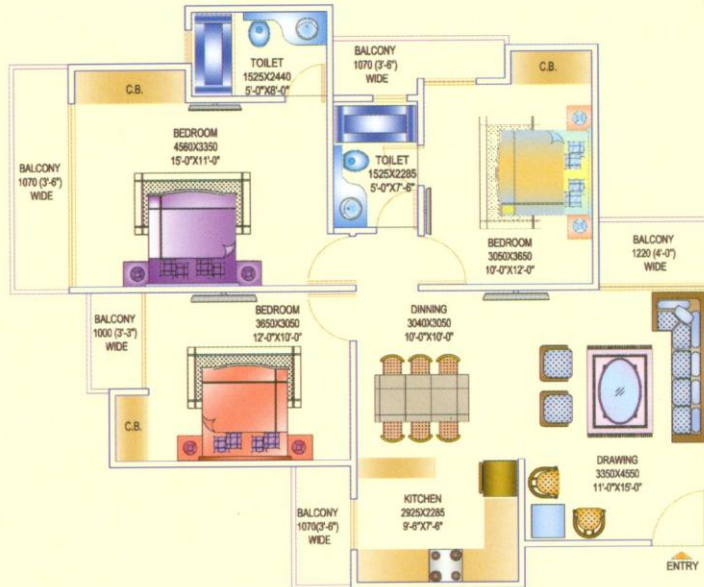 TOILET
1525X2440
5'-0"X8'-0"
BALCONY
1070 (3'-6")
WIDE
C.B.
C.B.
BEDROOM
4560X3350
15'-0"X11'-0"
BALCONY
1070 (3'-6")
WIDE
TOILET
1525X2285
5'-0"X7'-6"
BEDROOM
3050X3650
10'-0"X12'-0"
BALCONY
1220 (4'-0")
WIDE
BALCONY
1000 (3'-3")
WIDE
BEDROOM
3650X3050
12'-0"X10'-0"
DINNING
3040X3050
10'-0"X10'-0"
C.B.
DRAWING
3350X4550
11'-0"X15'-0"
BALCONY
1070(3'-6")
WIDE
KITCHEN
2925X2285
9'-6"X7'-6"
ENTRY